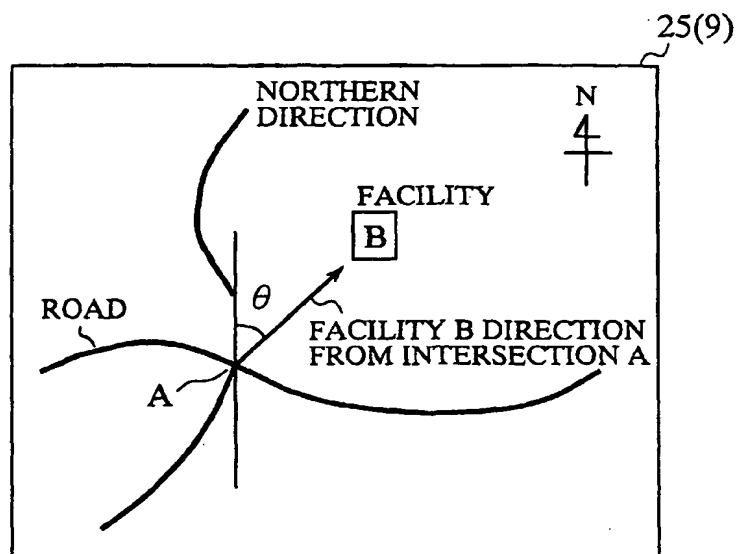 25(9)
NORTHERN
DIRECTION
N
FACILITY
B
θ
ROAD
FACILITY B DIRECTION
FROM INTERSECTION A
A